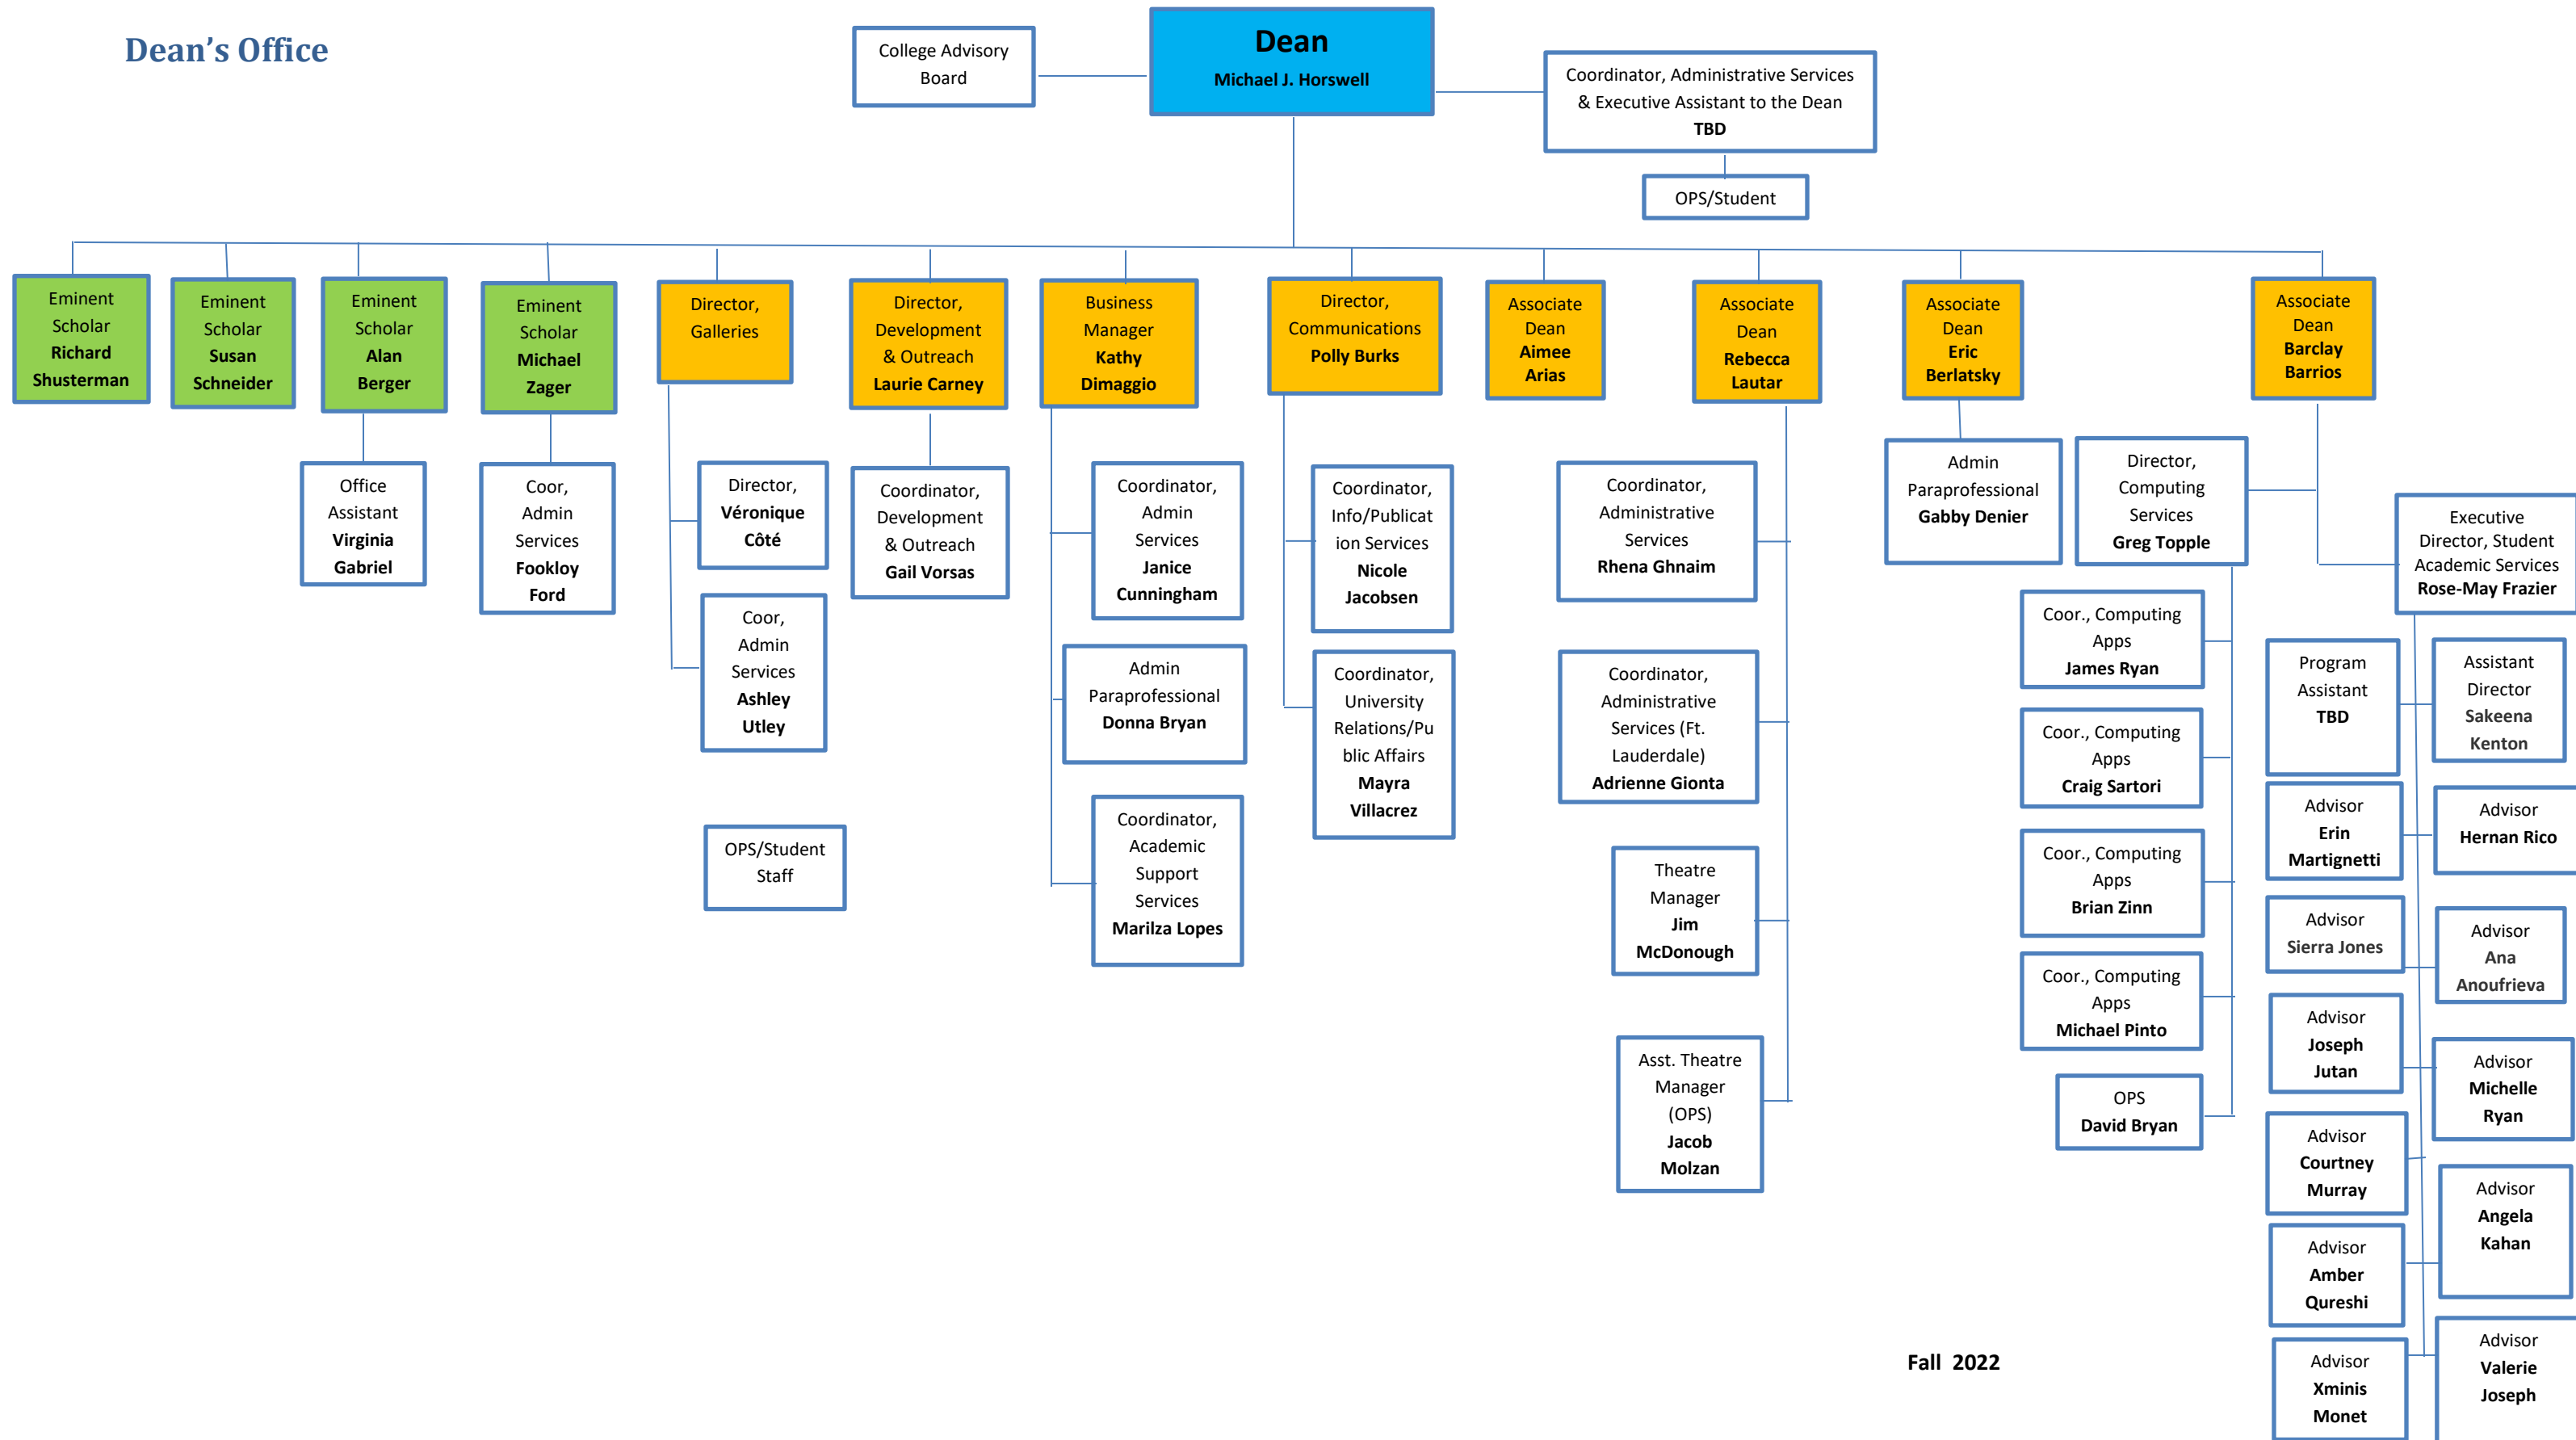 Dean’s Office
College Advisory
Board
Dean
Michael J. Horswell
Coordinator, Administrative Services
& Executive Assistant to the Dean
TBD
OPS/Student
Eminent
Scholar
Richard
Shusterman
Eminent
Scholar
Susan
Schneider
Eminent
Scholar
Alan
Berger
Eminent
Scholar
Michael
Zager
Director,
Galleries
Director,
Development
& Outreach
Laurie Carney
Business
Manager
Kathy
Dimaggio
Director,
Communications
Polly Burks
Associate
Dean
Aimee
Arias
Associate
Dean
Rebecca
Lautar
Associate
Dean
Eric
Berlatsky
Associate
Dean
Barclay
Barrios
Office
Assistant
Virginia
Gabriel
Coor,
Admin
Services
Fookloy
Ford
Director,
Véronique
Côté
Coor,
Admin
Services
Ashley
Utley
OPS/Student
Staff
Coordinator,
Development
& Outreach
Gail Vorsas
Coordinator,
Admin
Services
Janice
Cunningham
Admin
Paraprofessional
Donna Bryan
Coordinator,
Academic
Support
Services
Marilza Lopes
Coordinator,
Info/Publicat
ion Services
Nicole
Jacobsen
Coordinator,
University
Relations/Pu
blic Affairs
Mayra
Villacrez
Coordinator,
Administrative
Services
Rhena Ghnaim
Coordinator,
Administrative
Services (Ft.
Lauderdale)
Adrienne Gionta
Theatre
Manager
Jim
McDonough
Asst. Theatre
Manager
(OPS)
Jacob
Molzan
Admin
Paraprofessional
Gabby Denier
Director,
Computing
Services
Greg Topple
Coor., Computing
Apps
James Ryan
Coor., Computing
Apps
Craig Sartori
Coor., Computing
Apps
Brian Zinn
Coor., Computing
Apps
Michael Pinto
OPS
David Bryan
Executive
Director, Student
Academic Services
Rose-May Frazier
Program
Assistant
TBD
Assistant
Director
Sakeena
Kenton
Advisor
Erin
Martignetti
Advisor
Hernan Rico
Advisor
Sierra Jones
Advisor
Ana
Anoufrieva
Advisor
Joseph
Jutan
Advisor
Michelle
Ryan
Advisor
Courtney
Murray
Advisor
Angela
Kahan
Advisor
Amber
Qureshi
Advisor
Valerie
Joseph
Advisor
Xminis
Monet
Fall 2022